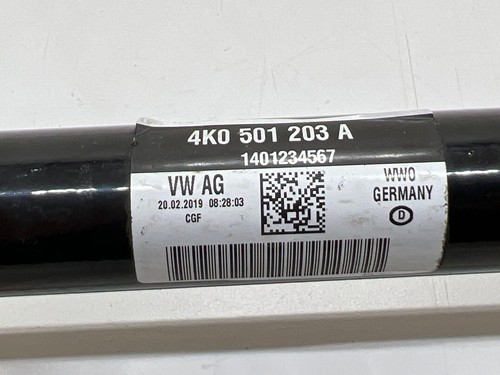 4K0 501 203 A
1401234567
VW AG
20.02.2019 08:28:03
CGF
WWO
GERMANY
D